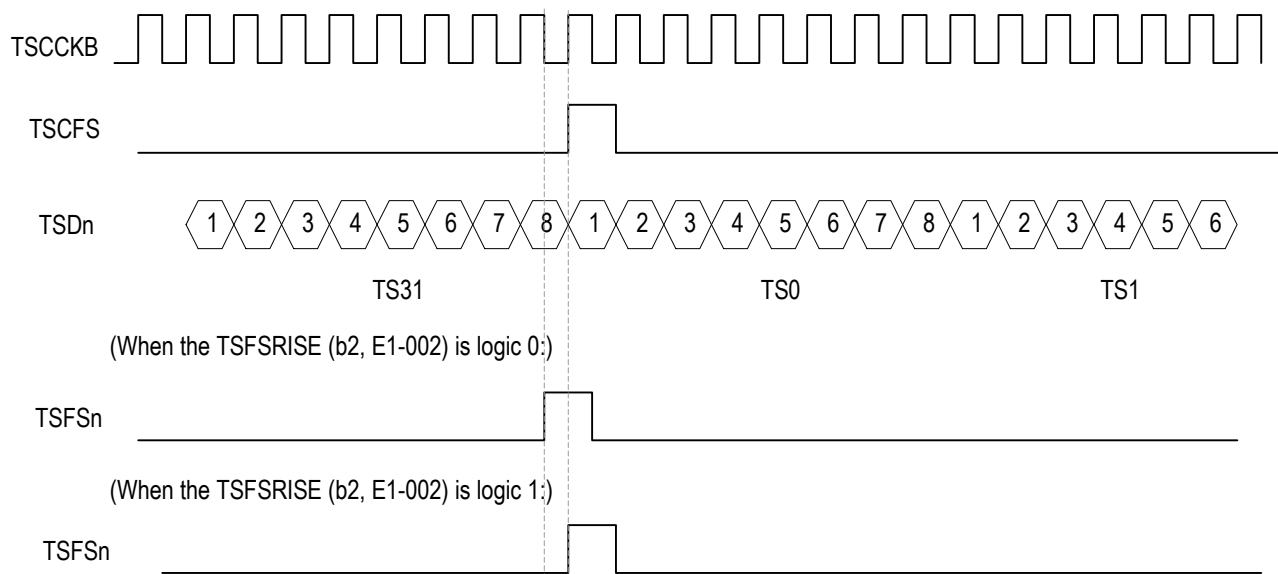 TSCCKB
TSCFS
TSDn 1 2 3 4 5 6 7 8 1 2 3 4 5 6 7 8 1 2 3 4 5 6
TS31 TS0 TS1
(When the TSFSRISE (b2, E1-002) is logic 0:)
TSFSn
(When the TSFSRISE (b2, E1-002) is logic 1:)
TSFSn